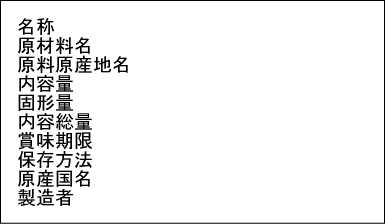 名称
原材料名
原料原産地名
内容量
固形量
内容総量
賞味期限
保存方法
原産国名
製造者